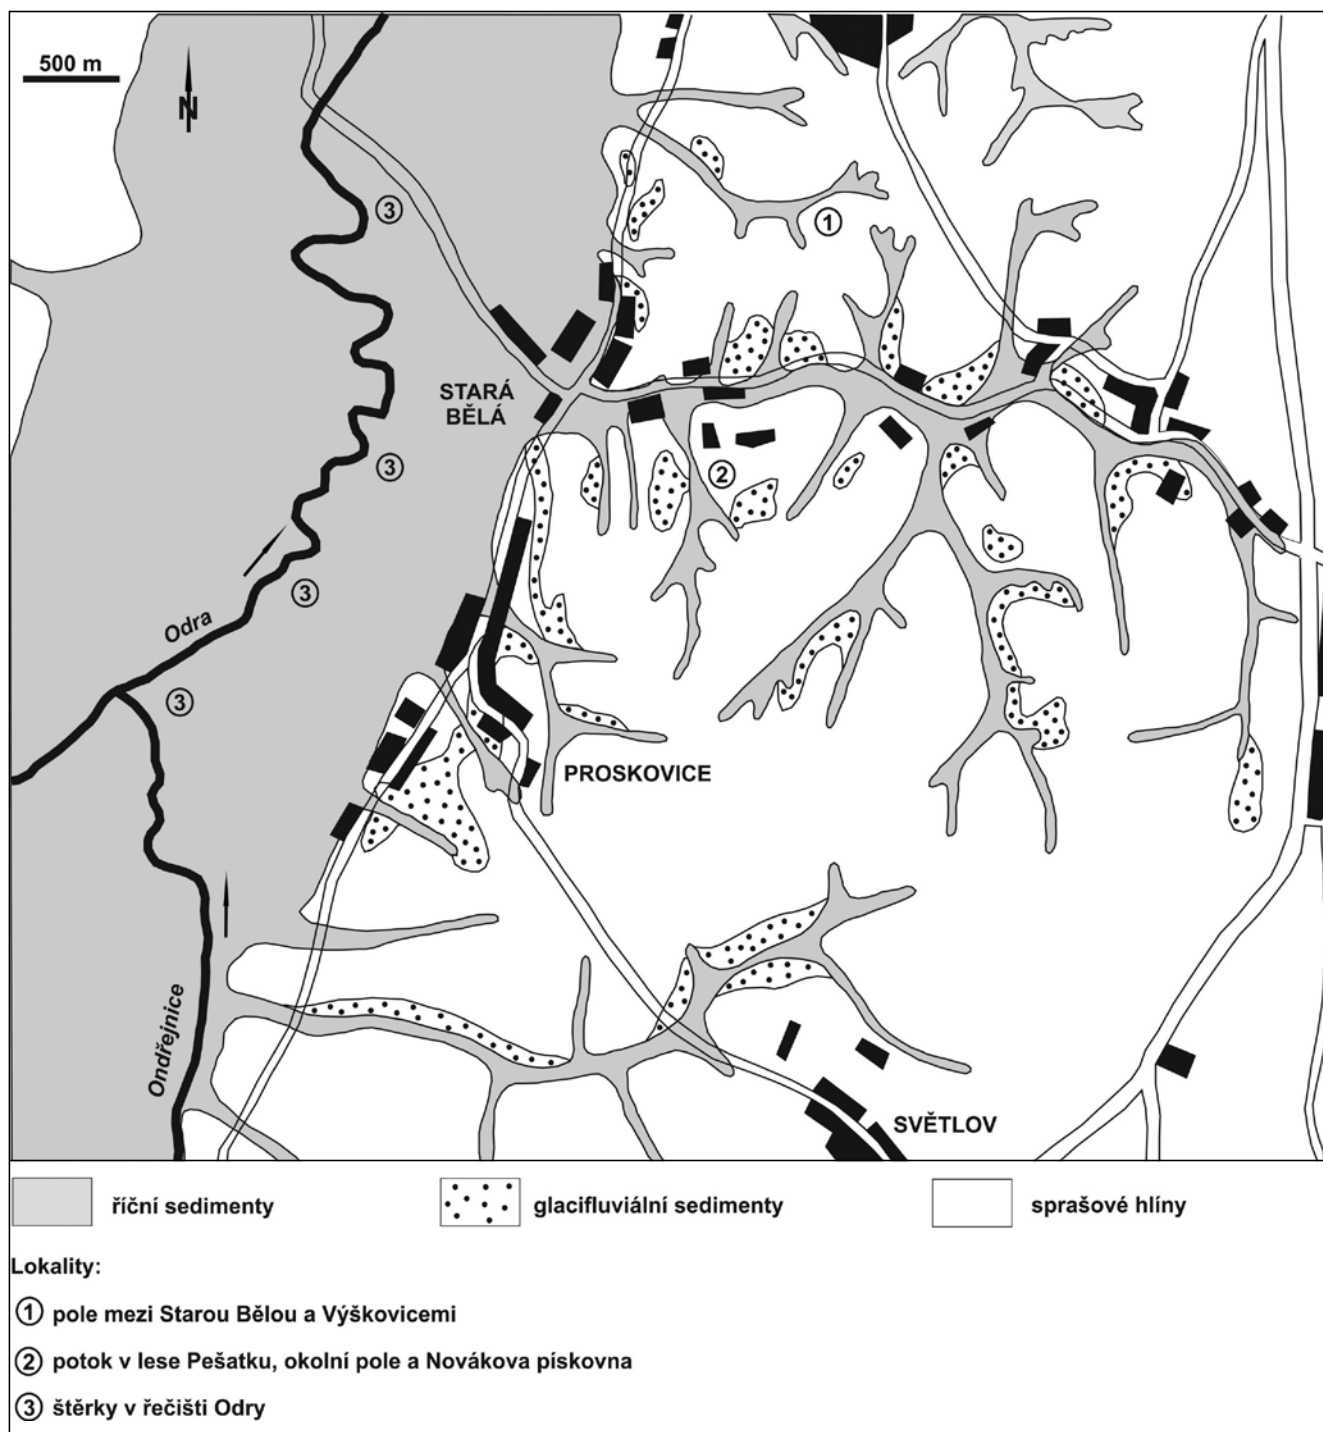 500 m
N
3
1
STARÁ
BĚLÁ
3
2
3
Odra
3
PROSKOVICE
Ondřejnice
SVĚTLOV
říční sedimenty
glacifluviální sedimenty
sprašové hlíny
Lokality:
1 pole mezi Starou Bělou a Výškovicemi
2 potok v lese Pešatku, okolní pole a Novákova pískovna
3 štěrky v řečišti Odry